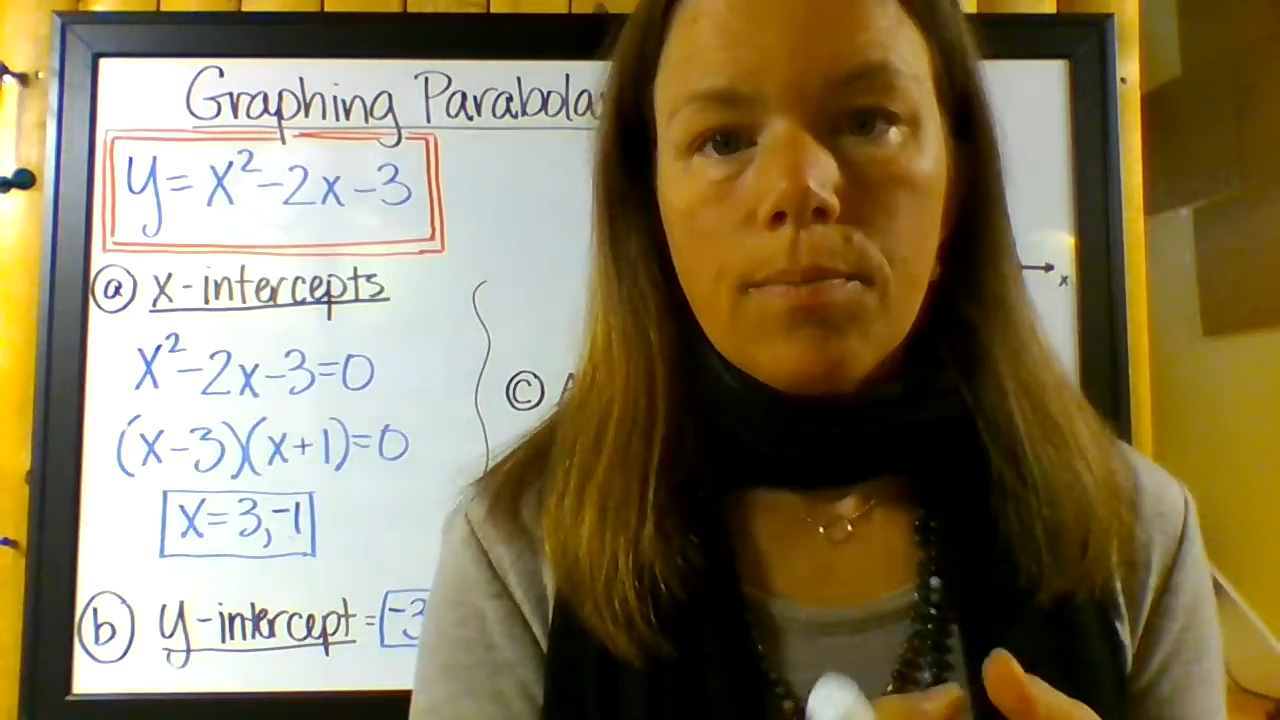 Graphing Parabolas
y=x²-2x-3
ⓐ x-intercepts
x²-2x-3=0
(x-3)(x+1)=0
x=3,-1
ⓑ y-intercept = -3
ⓒ A
x